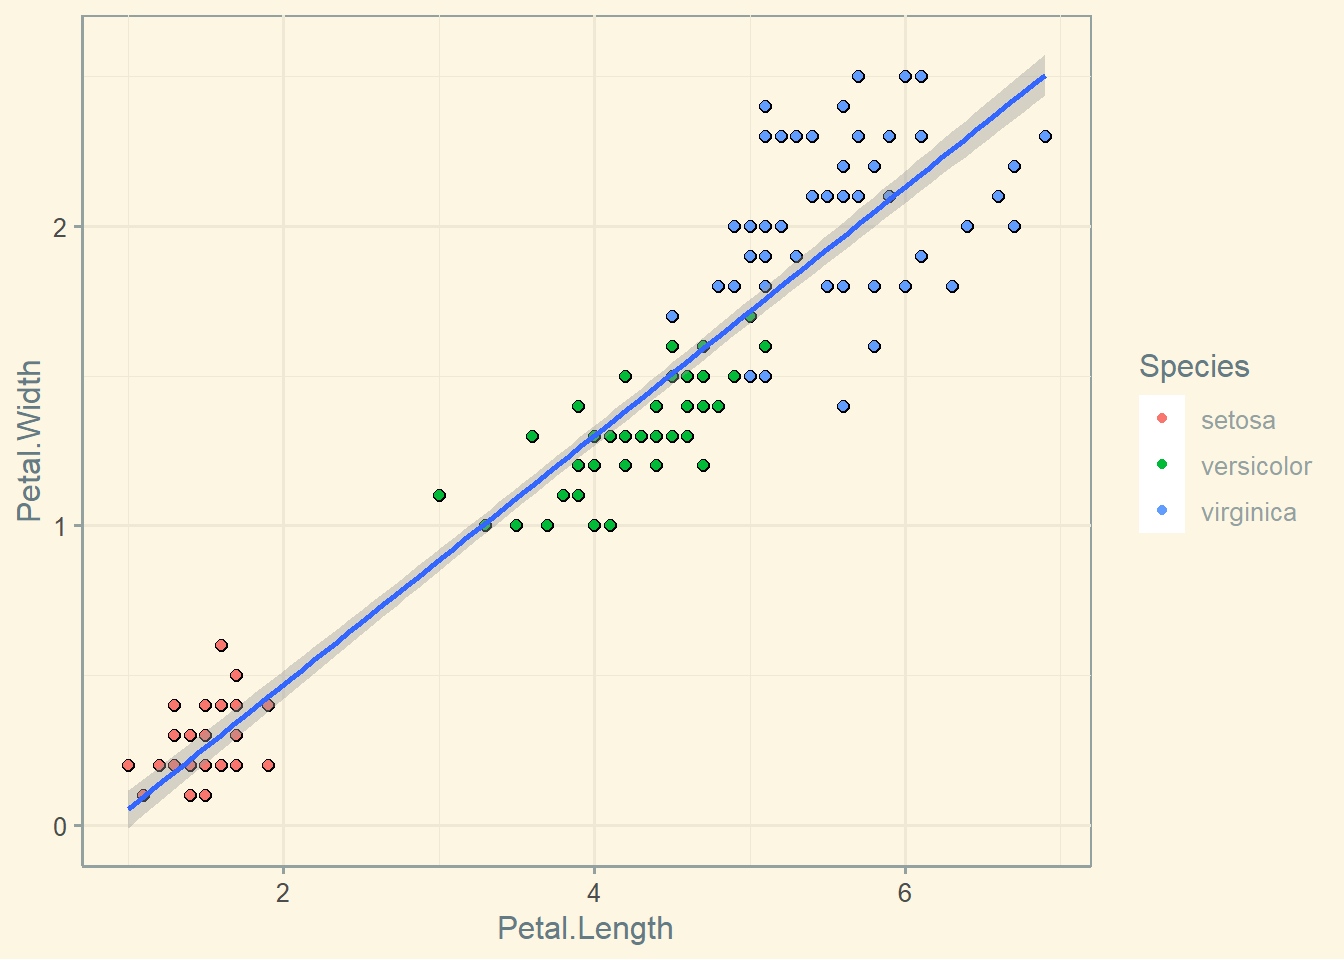 Petal.Width
2
1
0
2
4
6
Petal.Length
Species
setosa
versicolor
virginica